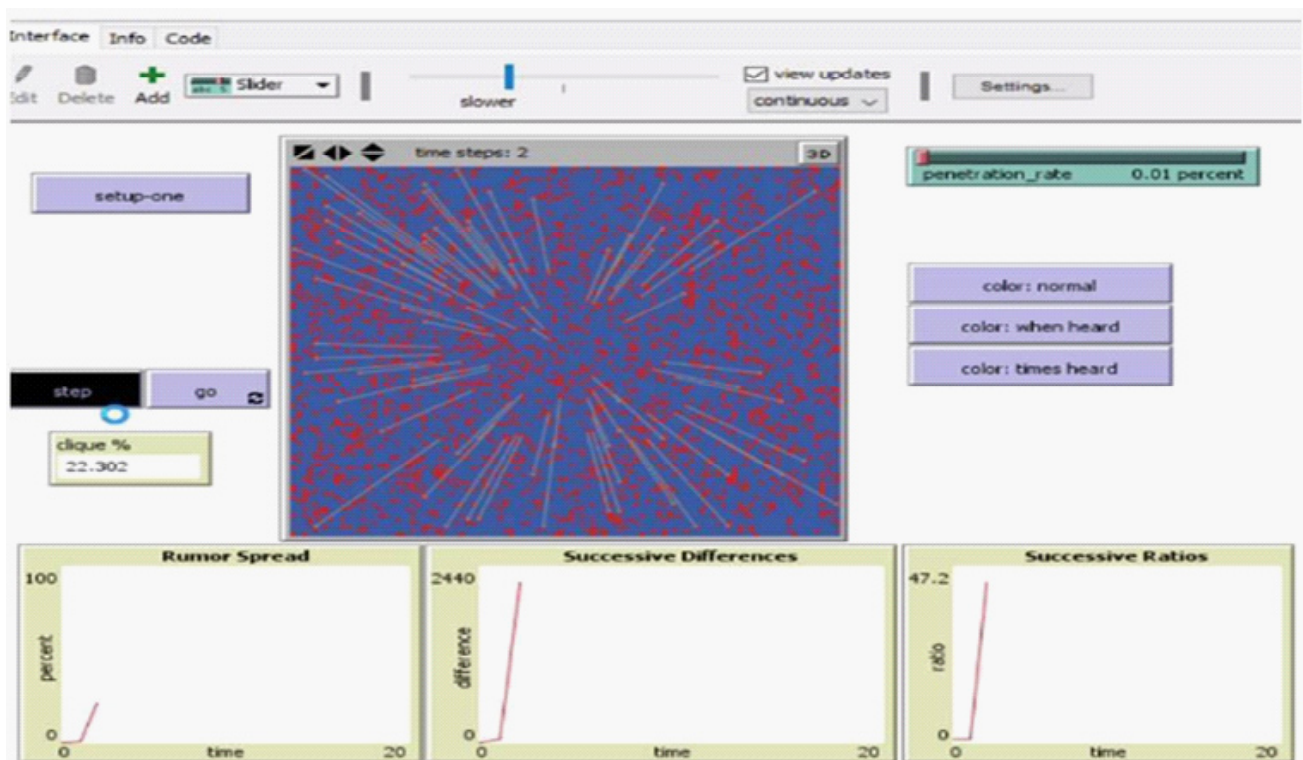 Interface Info Code
Edit Delete Add Slider slower view updates continuous Settings...
time steps: 2 3D
penetration_rate 0.01 percent
setup-one
color: normal
color: when heard
color: times heard
step go
clique %
22.302
Rumor Spread
100
percent
0
0 time 20
Successive Differences
2440
difference
0
0 time 20
Successive Ratios
47.2
ratio
0
0 time 20